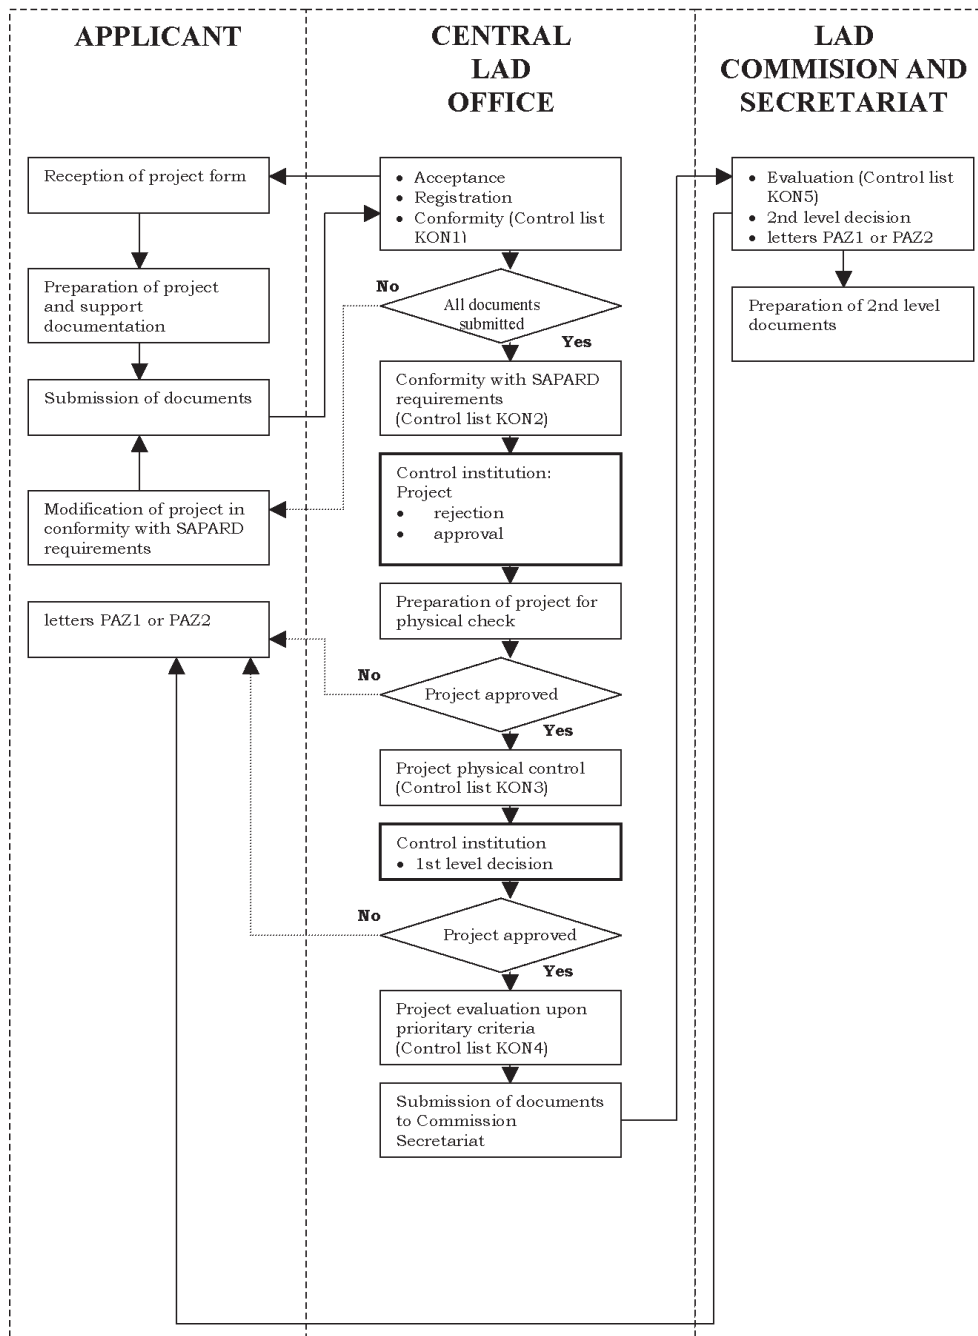 APPLICANT
CENTRAL
LAD
OFFICE
LAD
COMMISION AND
SECRETARIAT
Reception of project form
Preparation of project
and support
documentation
Submission of documents
Modification of project in
conformity with SAPARD
requirements
letters PAZ1 or PAZ2
• Acceptance
• Registration
• Conformity (Control list
KON1)
No
All documents
submitted
Yes
Conformity with SAPARD
requirements
(Control list KON2)
Control institution:
Project
• rejection
• approval
Preparation of project for
physical check
No
Project approved
Yes
Project physical control
(Control list KON3)
Control institution
• 1st level decision
No
Project approved
Yes
Project evaluation upon
prioritary criteria
(Control list KON4)
Submission of documents
to Commission
Secretariat
• Evaluation (Control list
KON5)
• 2nd level decision
• letters PAZ1 or PAZ2
Preparation of 2nd level
documents